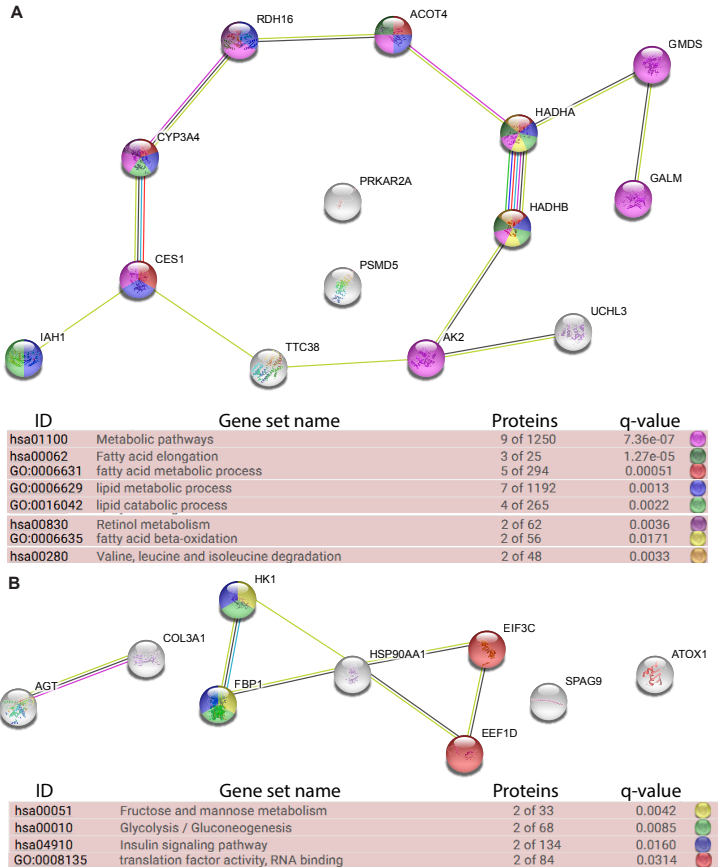 A
RDH16
ACOT4
GMDS
HADHA
CYP3A4
PRKAR2A
GALM
HADHB
PSMD5
CES1
UCHL3
IAH1
TTC38
AK2
ID Gene set name Proteins q-value
hsa01100 Metabolic pathways 9 of 1250 7.36e-07
hsa00062 Fatty acid elongation 3 of 25 1.27e-05
GO:0006631 fatty acid metabolic process 5 of 294 0.00051
GO:0006629 lipid metabolic process 7 of 1192 0.0013
GO:0016042 lipid catabolic process 4 of 265 0.0022
hsa00830 Retinol metabolism 2 of 62 0.0036
GO:0006635 fatty acid beta-oxidation 2 of 56 0.0171
hsa00280 Valine, leucine and isoleucine degradation 2 of 48 0.0033
B
HK1
COL3A1
EIF3C
HSP90AA1
ATOX1
AGT
FBP1
SPAG9
EEF1D
ID Gene set name Proteins q-value
hsa00051 Fructose and mannose metabolism 2 of 33 0.0042
hsa00010 Glycolysis / Gluconeogenesis 2 of 68 0.0085
hsa04910 Insulin signaling pathway 2 of 134 0.0160
GO:0008135 translation factor activity, RNA binding 2 of 84 0.0314